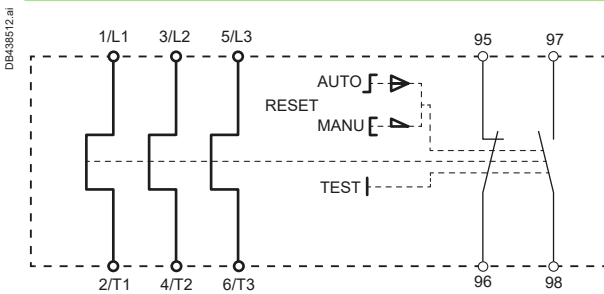 DB438512.ai
1/L1 3/L2 5/L3 95 97
AUTO
RESET
MANU
TEST
2/T1 4/T2 6/T3 96 98